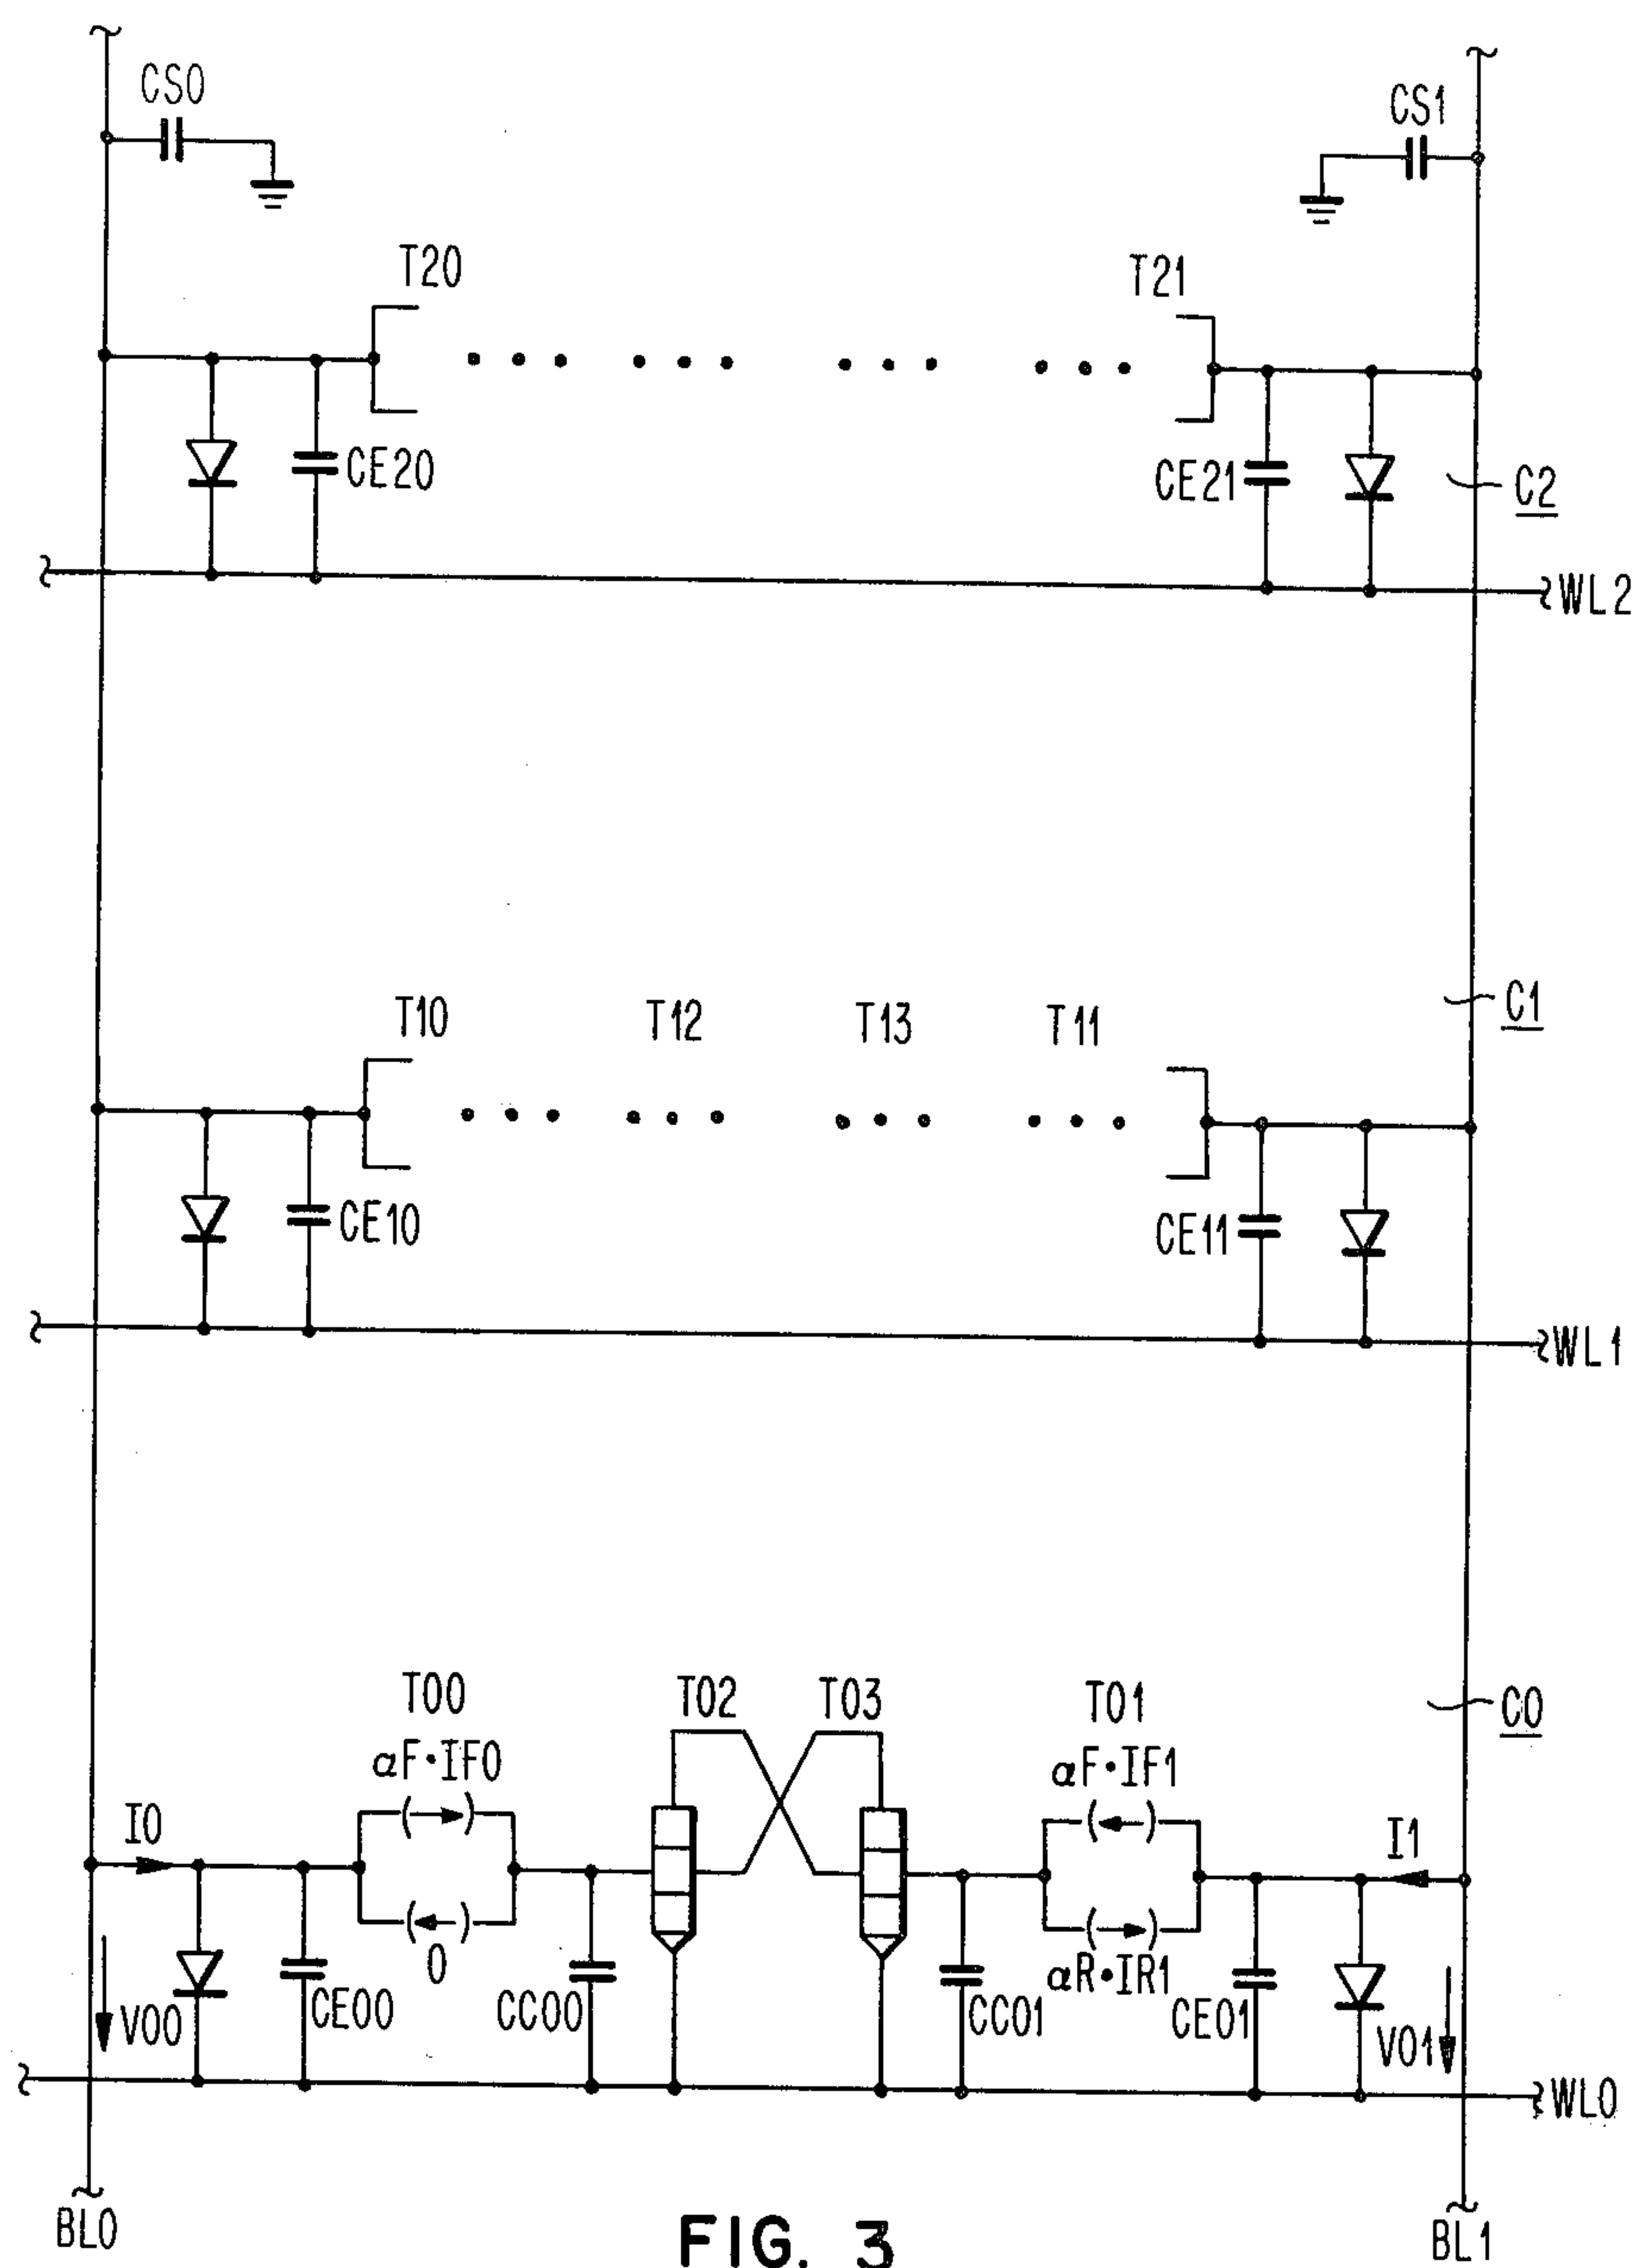 CS0
CS1
T20
T21
CE20
CE21
C2
WL2
C1
T10 T12 T13 T11
CE10
CE11
WL1
T00 T02 T03 T01
C0
αF·IF0
αF·IF1
I0
I1
0
αR·IR1
V00
CE00
CC00
CC01
CE01
V01
WL0
BL0
BL1
FIG. 3